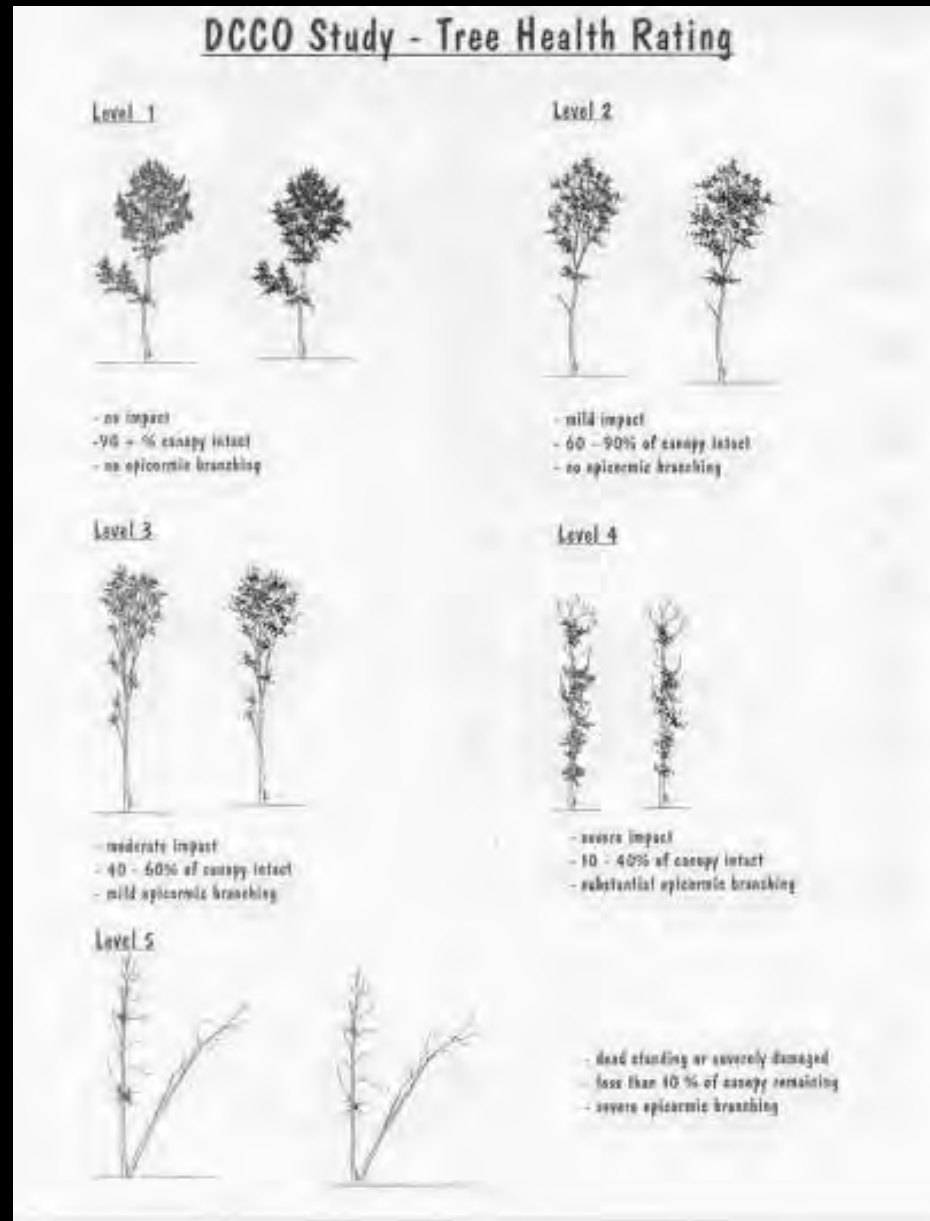 DCCO Study - Tree Health Rating
Level 1
- no impact
-90 + % canopy intact
- no epicormic branching
Level 2
- mild impact
- 60 - 90% of canopy intact
- no epicormic branching
Level 3
- moderate impact
- 40 - 60% of canopy intact
- mild epicormic branching
Level 4
- severe impact
- 10 - 40% of canopy intact
- substantial epicormic branching
Level 5
- dead standing or severely damaged
- less than 10 % of canopy remaining
- severe epicormic branching